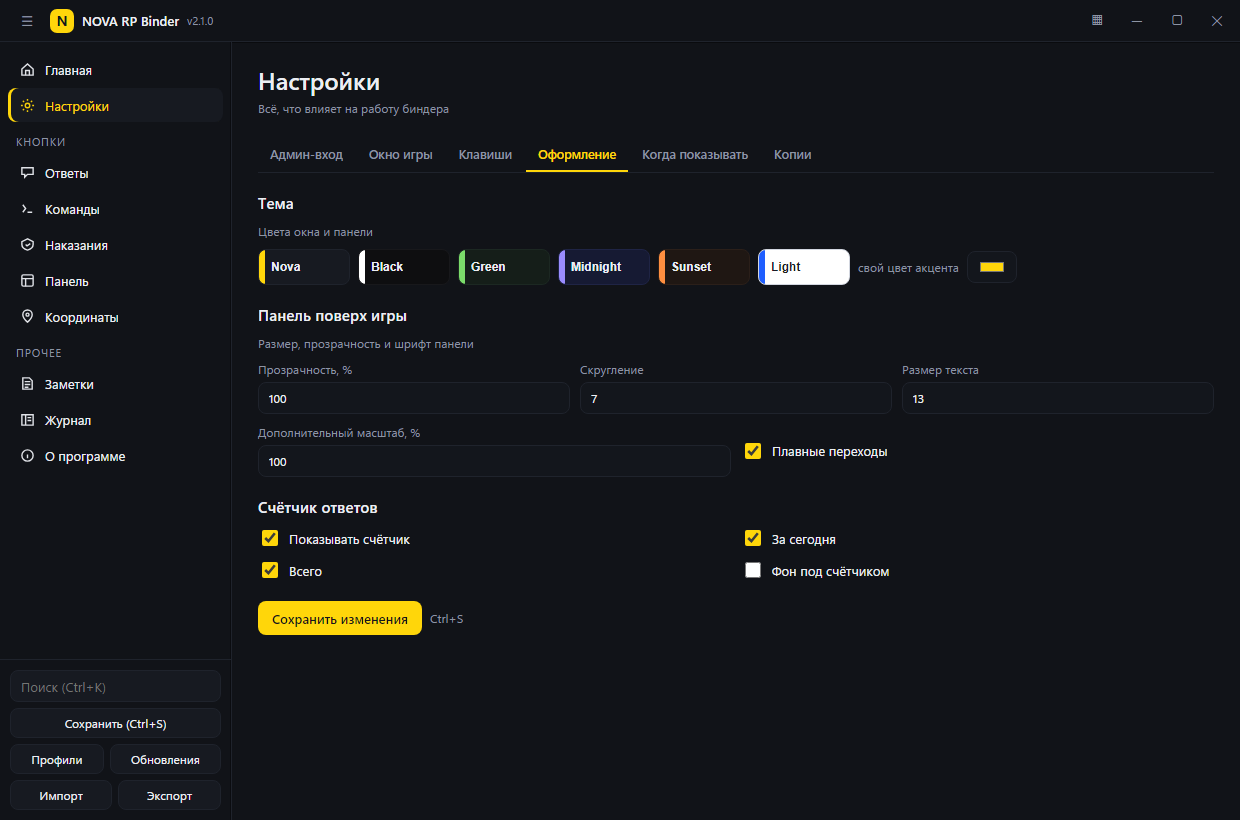 N NOVA RP Binder v2.1.0
Главная
Настройки
КНОПКИ
Ответы
Команды
Наказания
Панель
Координаты
ПРОЧЕЕ
Заметки
Журнал
О программе
Поиск (Ctrl+K)
Сохранить (Ctrl+S)
Профили Обновления
Импорт Экспорт
Настройки
Всё, что влияет на работу биндера
Админ-вход Окно игры Клавиши Оформление Когда показывать Копии
Тема
Цвета окна и панели
Nova Black Green Midnight Sunset Light свой цвет акцента
Панель поверх игры
Размер, прозрачность и шрифт панели
Прозрачность, % Скругление Размер текста
100 7 13
Дополнительный масштаб, %
100 Плавные переходы
Счётчик ответов
Показывать счётчик За сегодня
Всего Фон под счётчиком
Сохранить изменения Ctrl+S